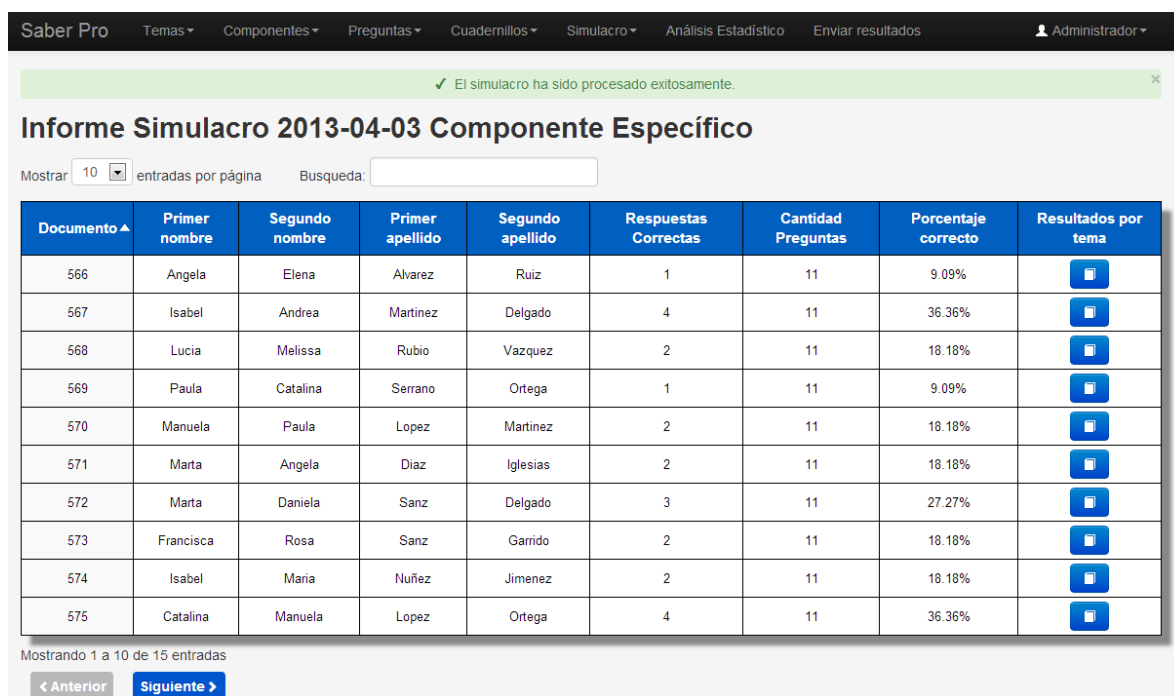 Saber Pro Temas Componentes Preguntas Cuadernillos Simulacro Análisis Estadístico Enviar resultados Administrador
✓ El simulacro ha sido procesado exitosamente. ×
Informe Simulacro 2013-04-03 Componente Específico
Mostrar 10 entradas por página Busqueda:
Documento Primer nombre Segundo nombre Primer apellido Segundo apellido Respuestas Correctas Cantidad Preguntas Porcentaje correcto Resultados por tema
566 Angela Elena Alvarez Ruiz 1 11 9.09%
567 Isabel Andrea Martinez Delgado 4 11 36.36%
568 Lucia Melissa Rubio Vazquez 2 11 18.18%
569 Paula Catalina Serrano Ortega 1 11 9.09%
570 Manuela Paula Lopez Martinez 2 11 18.18%
571 Marta Angela Diaz Iglesias 2 11 18.18%
572 Marta Daniela Sanz Delgado 3 11 27.27%
573 Francisca Rosa Sanz Garrido 2 11 18.18%
574 Isabel Maria Nuñez Jimenez 2 11 18.18%
575 Catalina Manuela Lopez Ortega 4 11 36.36%
Mostrando 1 a 10 de 15 entradas
Anterior Siguiente